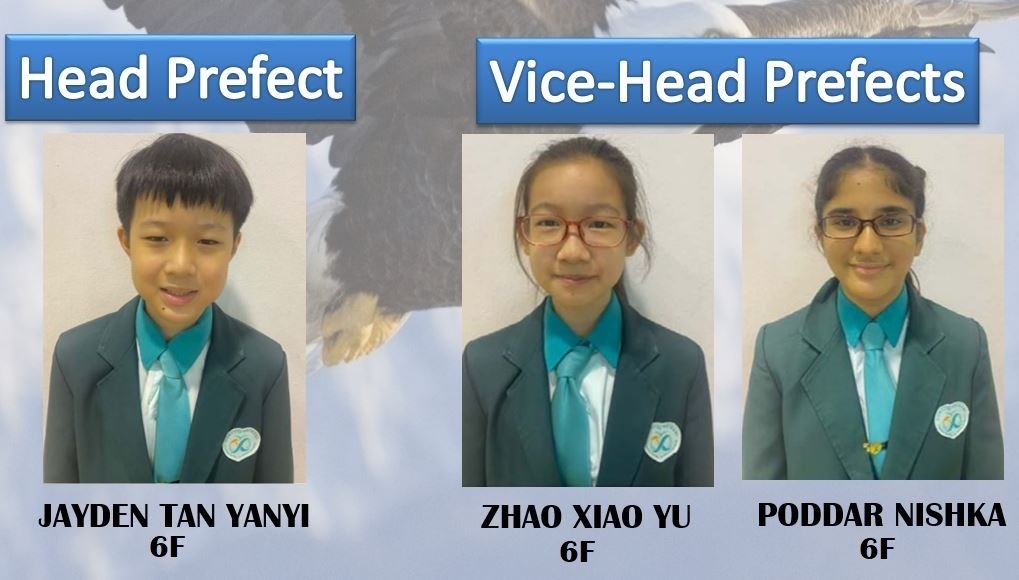 Head Prefect
Vice-Head Prefects
JAYDEN TAN YANYI
6F
ZHAO XIAO YU
6F
PODDAR NISHKA
6F